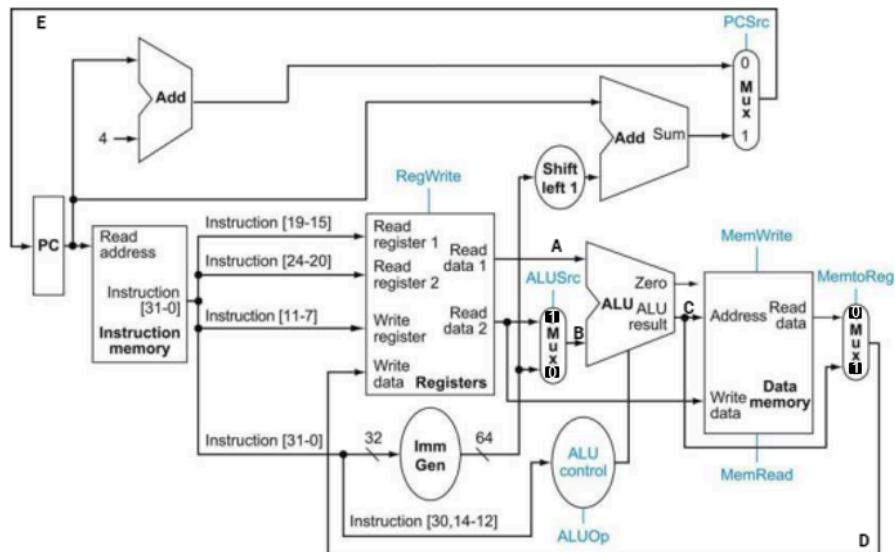 E
PCSrc
0
Mux
1
Add
4
Add
Sum
Shift
left 1
RegWrite
PC
Read
address
Instruction
[31-0]
Instruction
memory
Instruction [19-15]
Instruction [24-20]
Instruction [11-7]
Read
register 1
Read
register 2
Write
register
Write
data
Registers
Read
data 1
Read
data 2
A
ALUSrc
1
Mux
0
B
Zero
ALU
ALU
result
C
MemWrite
Address
Read
data
Write
data
Data
memory
MemRead
MemtoReg
0
Mux
1
Instruction [31-0]
32
Imm
Gen
64
ALU
control
ALUOp
Instruction [30,14-12]
D